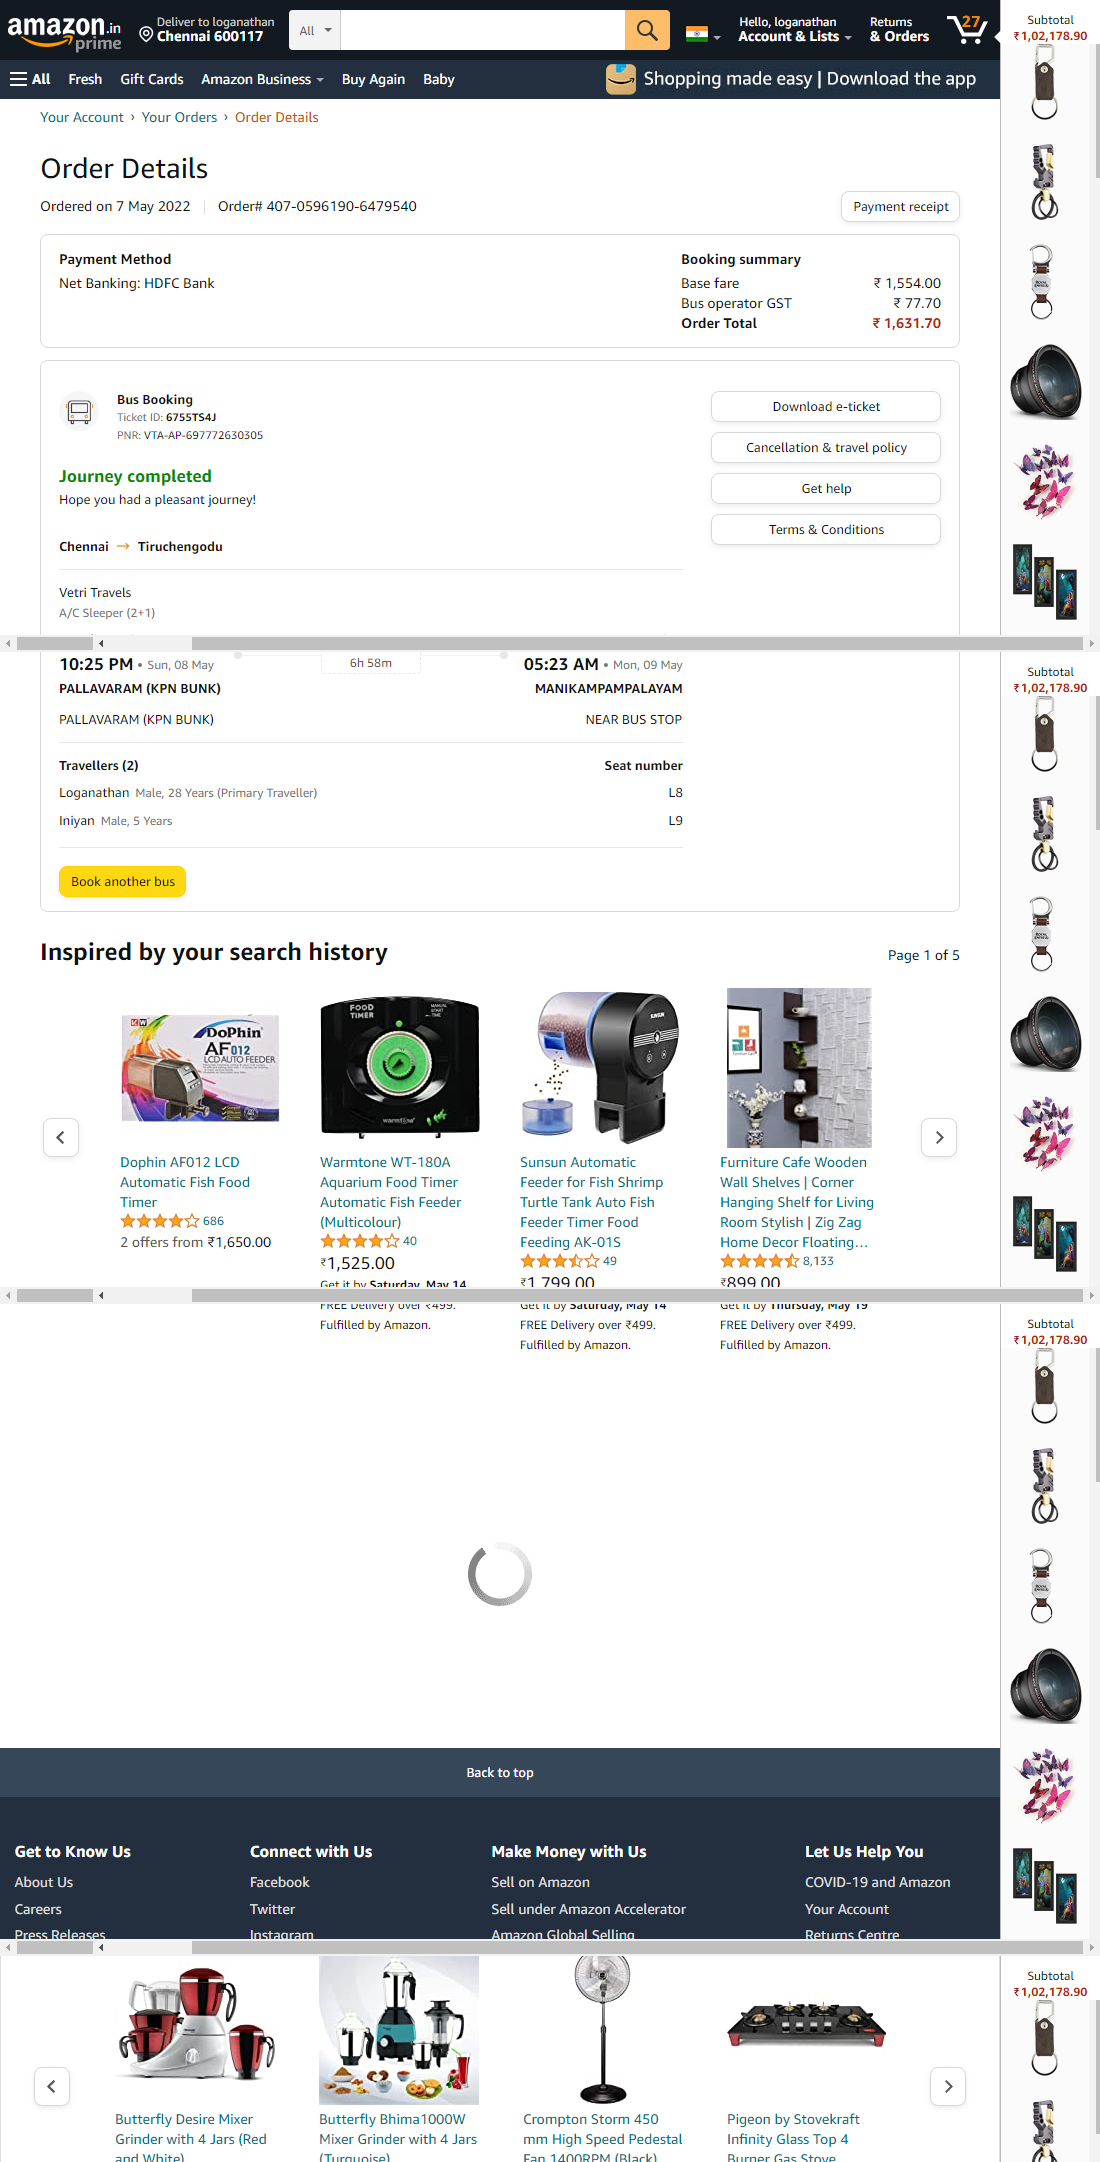 amazon.in
prime
Deliver to loganathan
Chennai 600117
All
Hello, loganathan
Account & Lists
Returns
& Orders
27
Subtotal
₹1,02,178.90
All Fresh Gift Cards Amazon Business Buy Again Baby
Shopping made easy | Download the app
Your Account › Your Orders › Order Details
Order Details
Ordered on 7 May 2022 Order# 407-0596190-6479540
Payment receipt
Payment Method
Net Banking: HDFC Bank
Booking summary
Base fare ₹ 1,554.00
Bus operator GST ₹ 77.70
Order Total ₹ 1,631.70
Bus Booking
Ticket ID: 6755TS4J
PNR: VTA-AP-697772630305
Download e-ticket
Cancellation & travel policy
Get help
Terms & Conditions
Journey completed
Hope you had a pleasant journey!
Chennai → Tiruchengodu
Vetri Travels
A/C Sleeper (2+1)
Subtotal
₹1,02,178.90
10:25 PM • Sun, 08 May 6h 58m 05:23 AM • Mon, 09 May
PALLAVARAM (KPN BUNK) MANIKAMPAMPALAYAM
PALLAVARAM (KPN BUNK) NEAR BUS STOP
Travellers (2) Seat number
Loganathan Male, 28 Years (Primary Traveller) L8
Iniyan Male, 5 Years L9
Book another bus
Inspired by your search history
Page 1 of 5
DoPhin
AF012
LCD AUTO FEEDER
FOOD
TIMER
MANUAL
START
TIME
warmtone
SUNSUN
Dophin AF012 LCD
Automatic Fish Food
Timer
686
2 offers from ₹1,650.00
Warmtone WT-180A
Aquarium Food Timer
Automatic Fish Feeder
(Multicolour)
40
₹1,525.00
Get it by Saturday, May 14
FREE Delivery over ₹499.
Fulfilled by Amazon.
Sunsun Automatic
Feeder for Fish Shrimp
Turtle Tank Auto Fish
Feeder Timer Food
Feeding AK-01S
49
₹1,799.00
Get it by Saturday, May 14
FREE Delivery over ₹499.
Fulfilled by Amazon.
Furniture Cafe Wooden
Wall Shelves | Corner
Hanging Shelf for Living
Room Stylish | Zig Zag
Home Decor Floating…
8,133
₹899.00
Get it by Thursday, May 19
FREE Delivery over ₹499.
Fulfilled by Amazon.
Subtotal
₹1,02,178.90
Back to top
Get to Know Us
About Us
Careers
Press Releases
Connect with Us
Facebook
Twitter
Instagram
Make Money with Us
Sell on Amazon
Sell under Amazon Accelerator
Amazon Global Selling
Let Us Help You
COVID-19 and Amazon
Your Account
Returns Centre
Subtotal
₹1,02,178.90
Butterfly Desire Mixer
Grinder with 4 Jars (Red
and White)
Butterfly Bhima1000W
Mixer Grinder with 4 Jars
(Turquoise)
Crompton Storm 450
mm High Speed Pedestal
Fan 1400RPM (Black)
Pigeon by Stovekraft
Infinity Glass Top 4
Burner Gas Stove